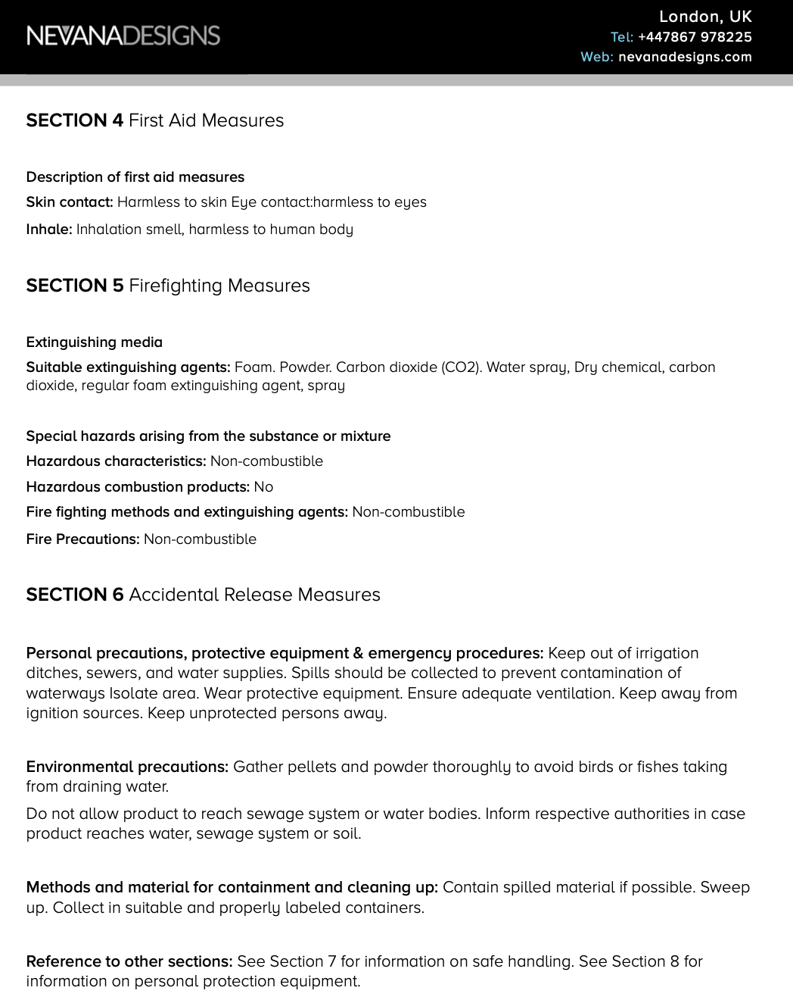 NEVANADESIGNS
London, UK
Tel: +447867 978225
Web: nevanadesigns.com
SECTION 4 First Aid Measures
Description of first aid measures
Skin contact: Harmless to skin Eye contact:harmless to eyes
Inhale: Inhalation smell, harmless to human body
SECTION 5 Firefighting Measures
Extinguishing media
Suitable extinguishing agents: Foam. Powder. Carbon dioxide (CO2). Water spray, Dry chemical, carbon
dioxide, regular foam extinguishing agent, spray
Special hazards arising from the substance or mixture
Hazardous characteristics: Non-combustible
Hazardous combustion products: No
Fire fighting methods and extinguishing agents: Non-combustible
Fire Precautions: Non-combustible
SECTION 6 Accidental Release Measures
Personal precautions, protective equipment & emergency procedures: Keep out of irrigation
ditches, sewers, and water supplies. Spills should be collected to prevent contamination of
waterways Isolate area. Wear protective equipment. Ensure adequate ventilation. Keep away from
ignition sources. Keep unprotected persons away.
Environmental precautions: Gather pellets and powder thoroughly to avoid birds or fishes taking
from draining water.
Do not allow product to reach sewage system or water bodies. Inform respective authorities in case
product reaches water, sewage system or soil.
Methods and material for containment and cleaning up: Contain spilled material if possible. Sweep
up. Collect in suitable and properly labeled containers.
Reference to other sections: See Section 7 for information on safe handling. See Section 8 for
information on personal protection equipment.